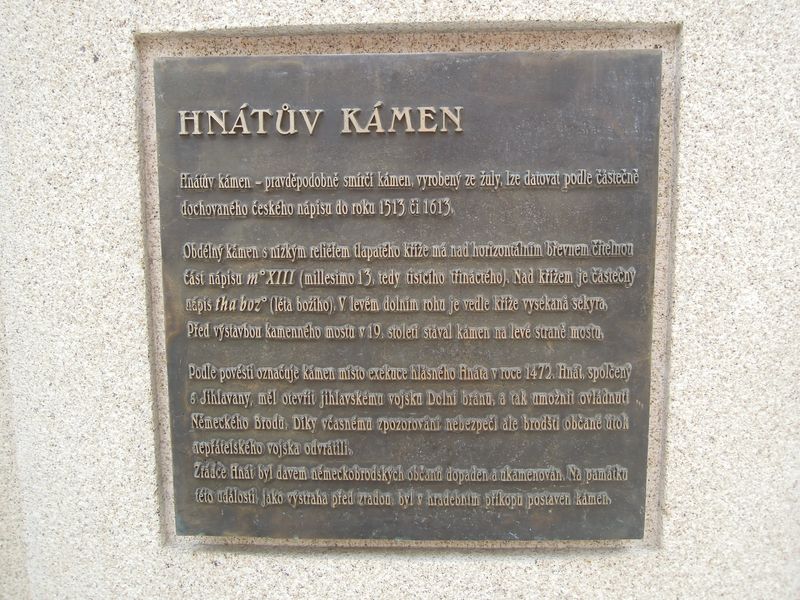 HNÁTŮV KÁMEN
Hnátův kámen – pravděpodobně smírčí kámen, vyrobený ze žuly, lze datovat podle částečně
dochovaného českého nápisu do roku 1513 či 1613.
Obdélný kámen s nízkým reliéfem tlapatého kříže má nad horizontálním břevnem čitelnou
část nápisu m°XIII (millesimo 13, tedy tisícího třináctého). Nad křížem je částečný
nápis tha boz° (léta božího). V levém dolním rohu je vedle kříže vysekaná sekyra.
Před výstavbou kamenného mostu v 19. století stával kámen na levé straně mostu.
Podle pověsti označuje kámen místo exekuce hlásného Hnáta v roce 1472. Hnát, spolčený
s Jihlavany, měl otevřít jihlavskému vojsku Dolní bránu, a tak umožnit ovládnutí
Německého Brodu. Díky včasnému zpozorování nebezpečí ale brodští občané útok
nepřátelského vojska odvrátili.
Zrádce Hnát byl davem německobrodských občanů dopaden a ukamenován. Na památku
této události, jako výstraha před zradou, byl v hradebním příkopu postaven kámen.